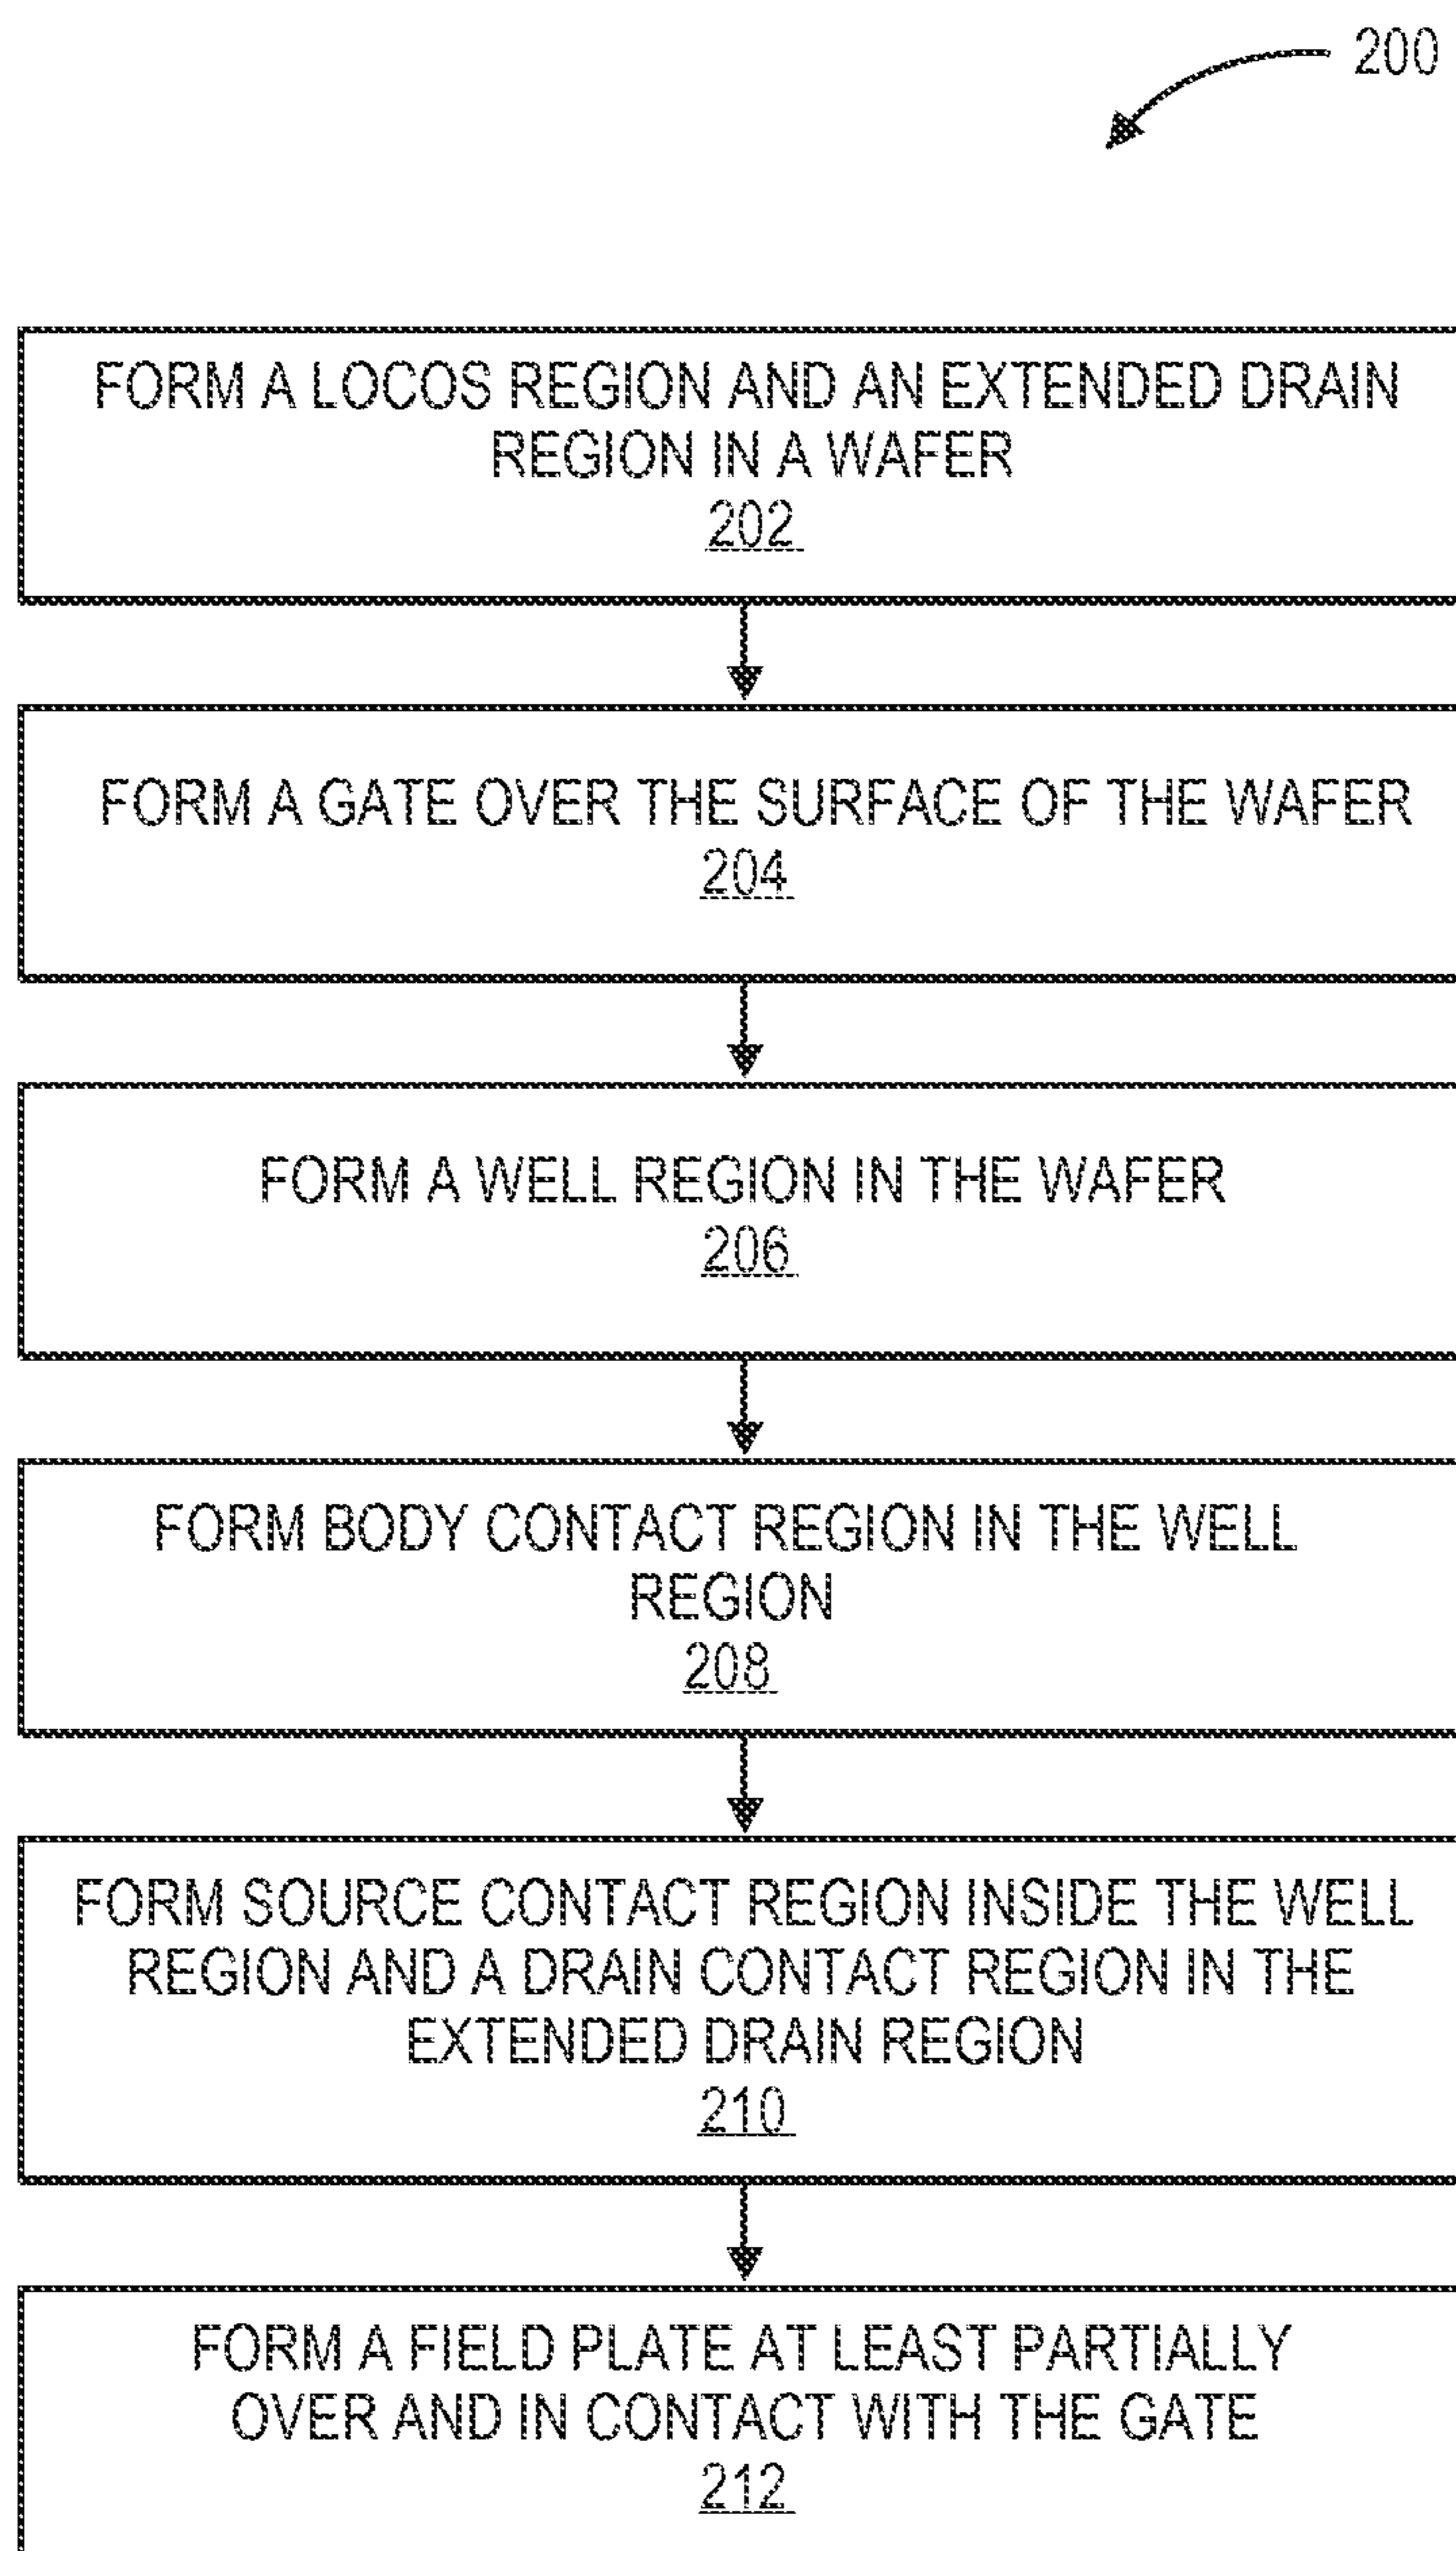 200
FORM A LOCOS REGION AND AN EXTENDED DRAIN
REGION IN A WAFER
202
FORM A GATE OVER THE SURFACE OF THE WAFER
204
FORM A WELL REGION IN THE WAFER
206
FORM BODY CONTACT REGION IN THE WELL
REGION
208
FORM SOURCE CONTACT REGION INSIDE THE WELL
REGION AND A DRAIN CONTACT REGION IN THE
EXTENDED DRAIN REGION
210
FORM A FIELD PLATE AT LEAST PARTIALLY
OVER AND IN CONTACT WITH THE GATE
212